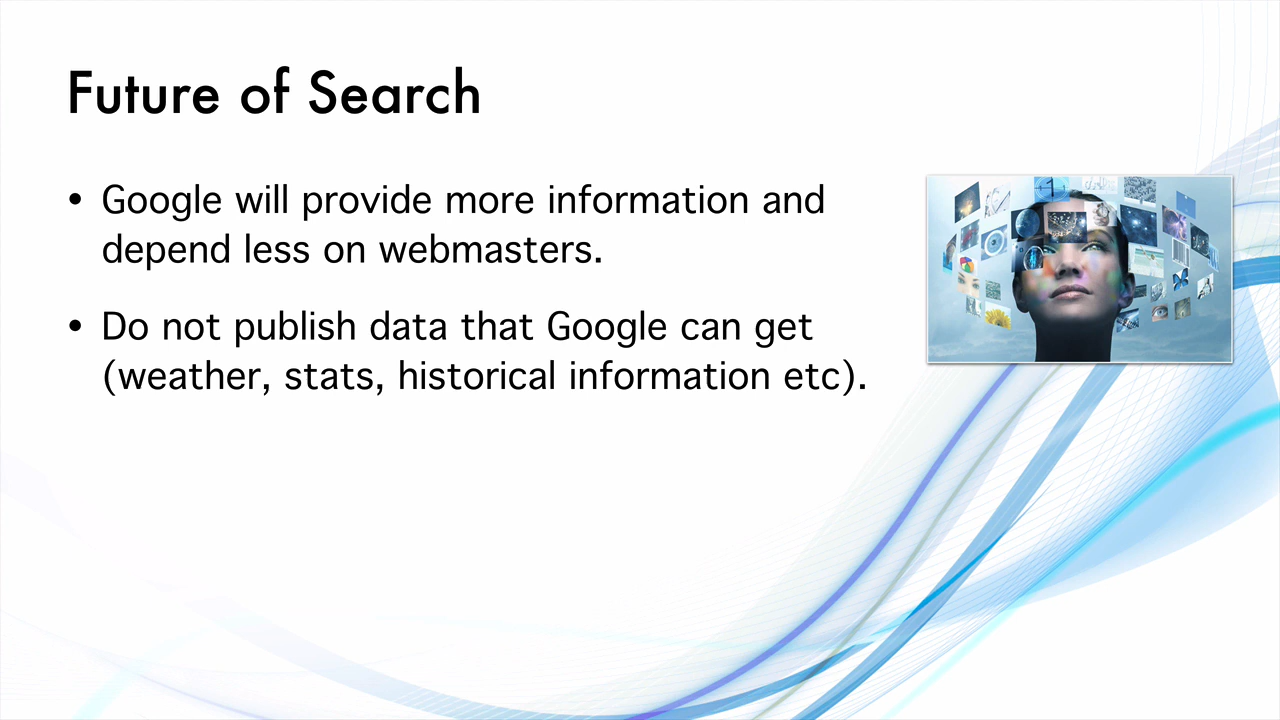 Future of Search
• Google will provide more information and
depend less on webmasters.
• Do not publish data that Google can get
(weather, stats, historical information etc).